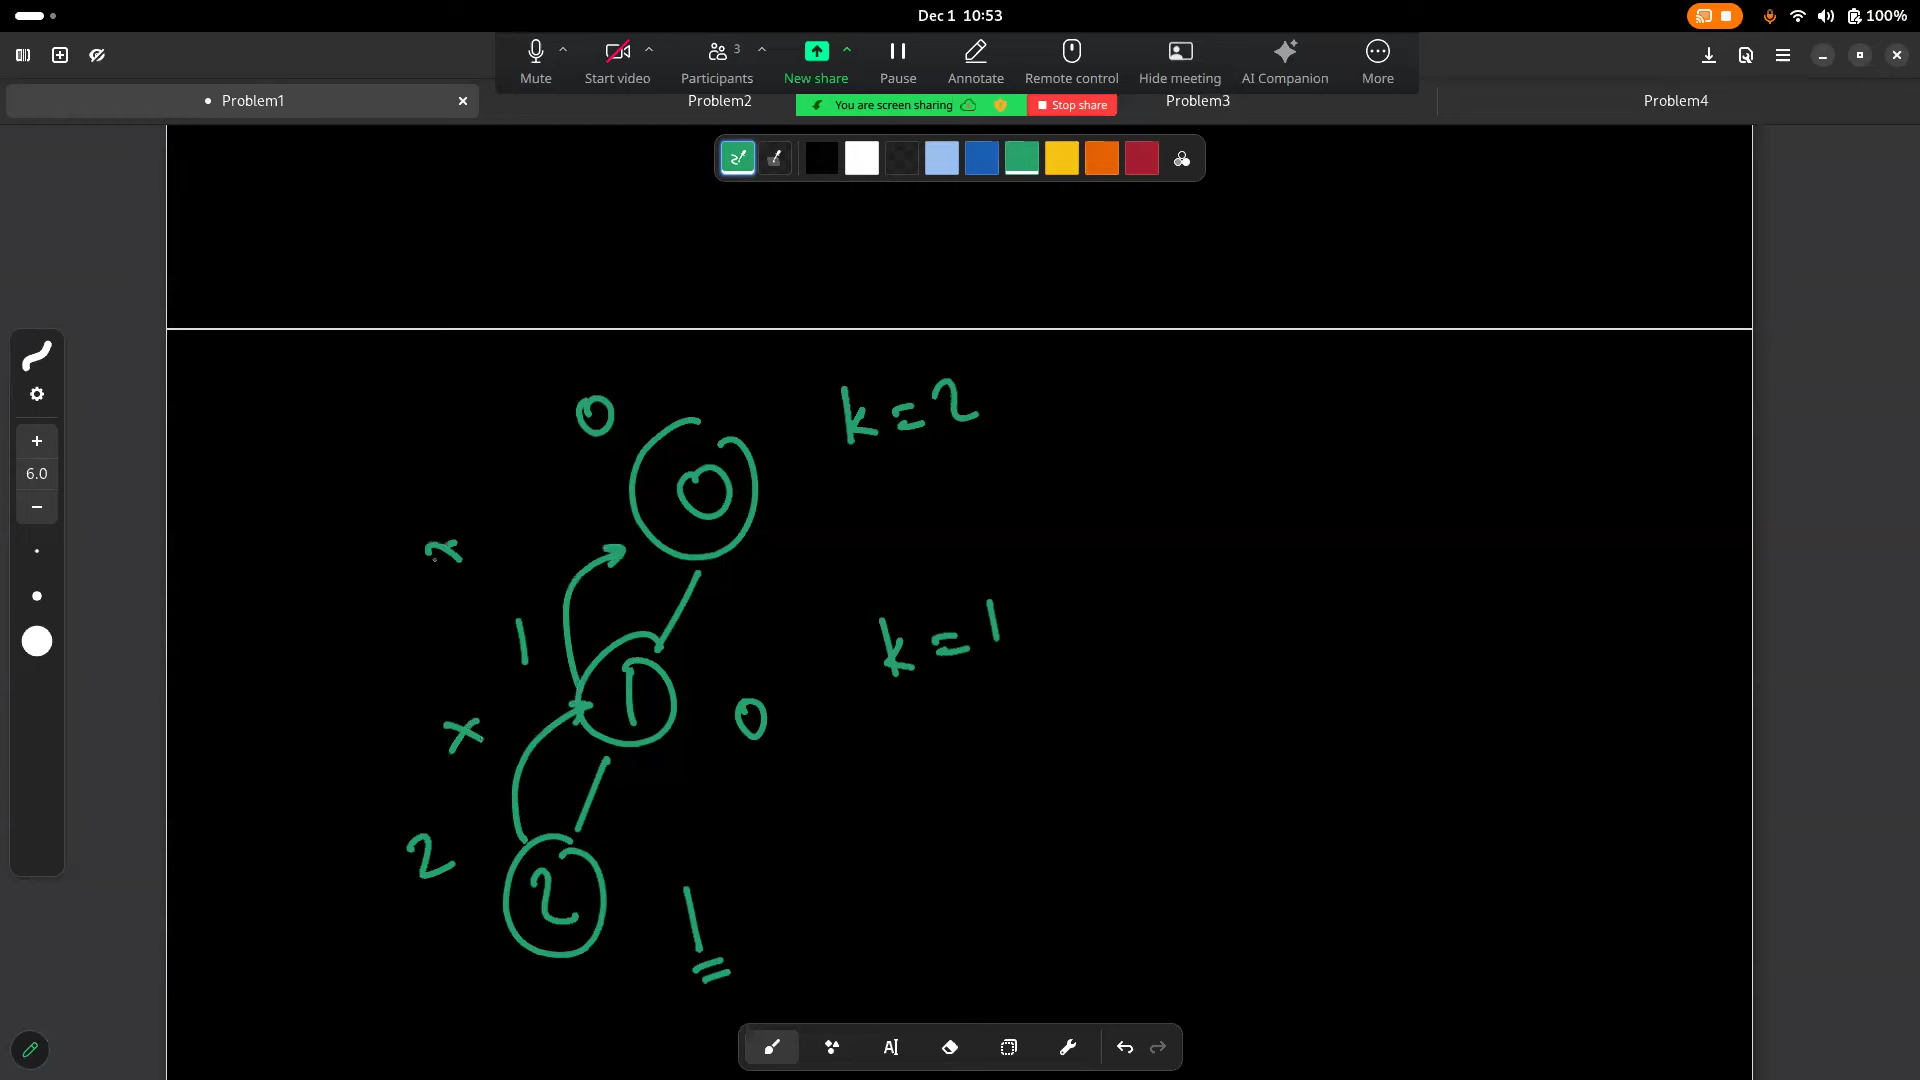 Dec 1 10:53
100%
Mute
Start video
Participants
3
New share
Pause
Annotate
Remote control
Hide meeting
AI Companion
More
Problem1
Problem2
You are screen sharing
Stop share
Problem3
Problem4
6.0
0
k = 2
0
1
k = 1
1
0
x
2
2
1